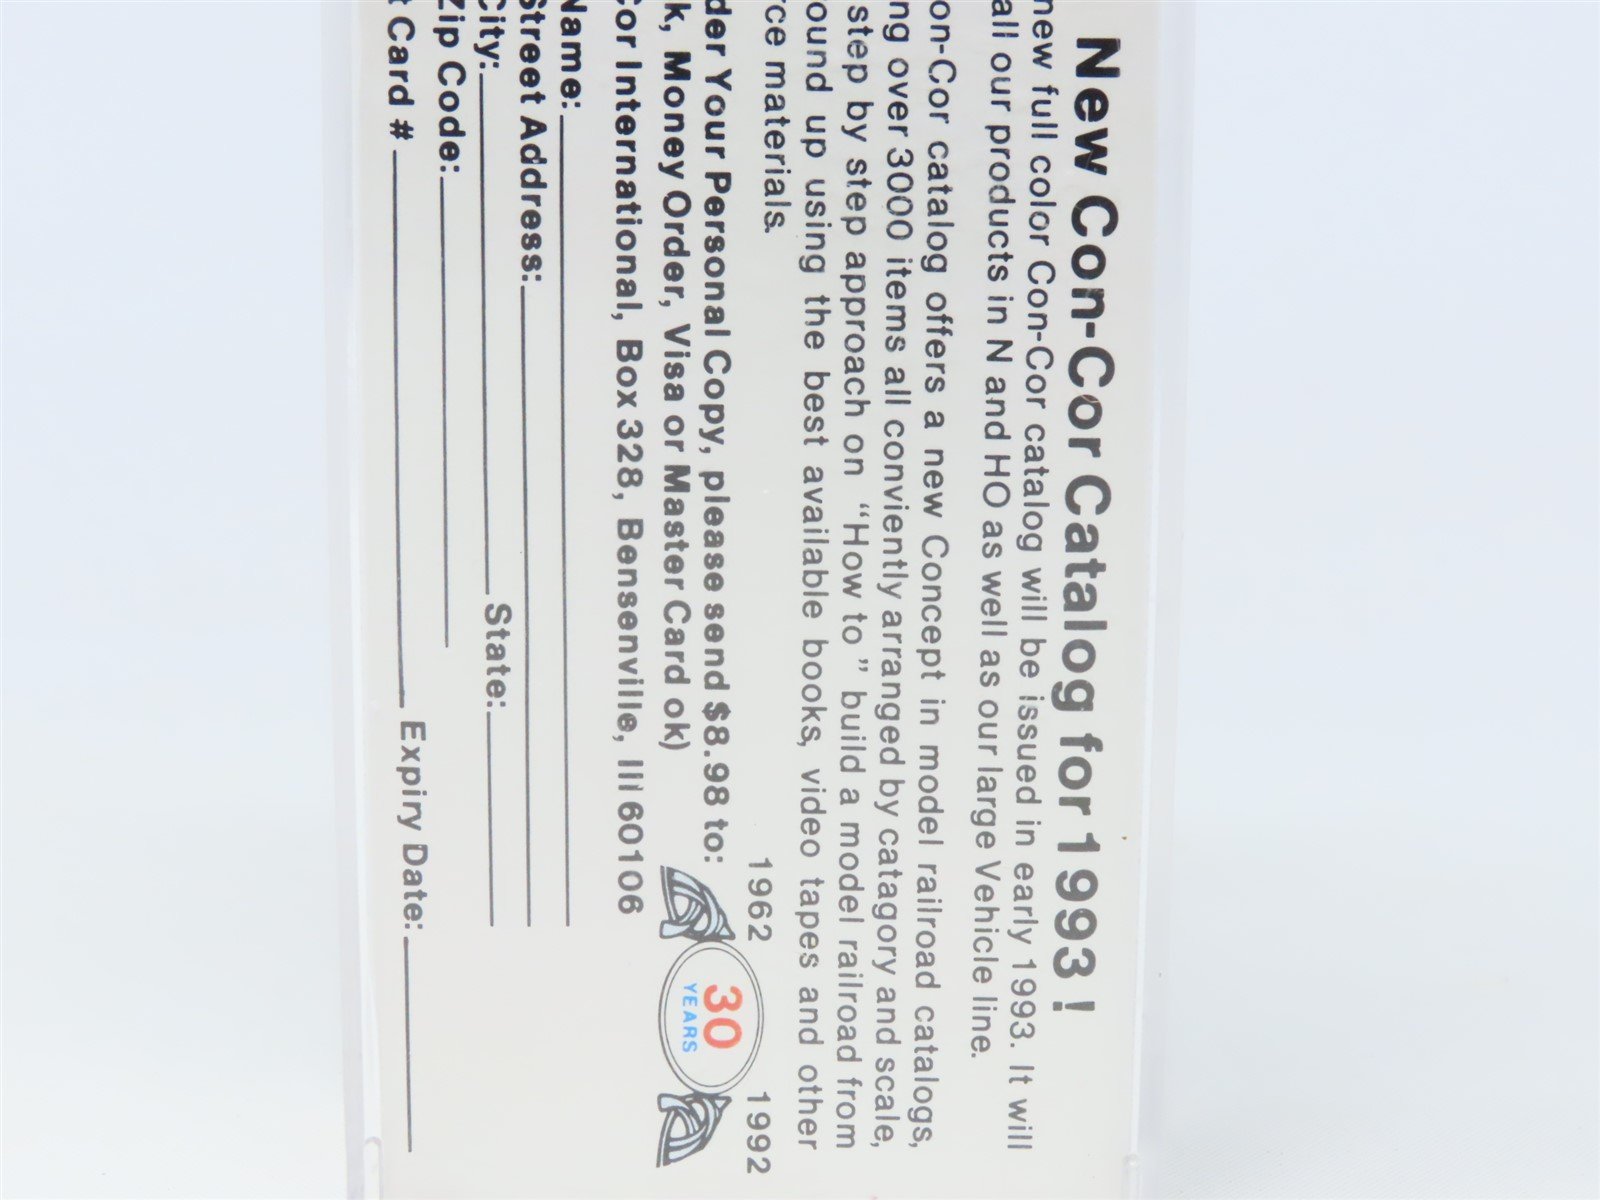 New Con-Cor Catalog for 1993 !
new full color Con-Cor catalog will be issued in early 1993. It will
all our products in N and HO as well as our large Vehicle line.
on-Cor catalog offers a new Concept in model railroad catalogs,
ng over 3000 items all conviently arranged by catagory and scale,
step by step approach on "How to" build a model railroad from
ound up using the best available books, video tapes and other
rce materials.
1962 1992
30
YEARS
der Your Personal Copy, please send $8.98 to:
k, Money Order, Visa or Master Card ok)
Cor International, Box 328, Bensenville, Ill 60106
Name:
Street Address:
City: State:
Zip Code:
t Card # Expiry Date: